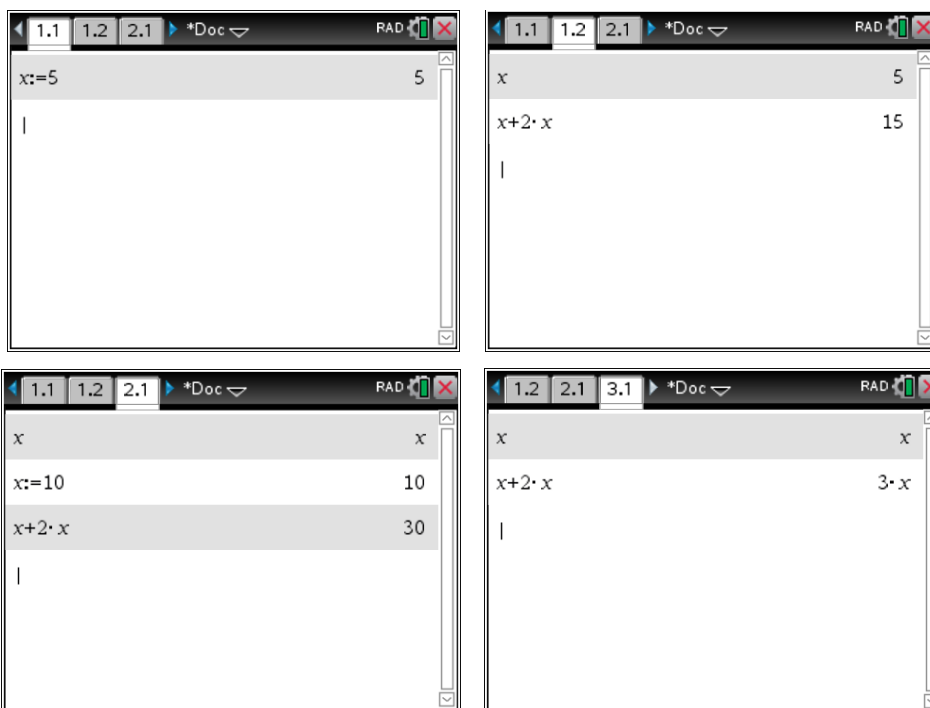 1.1 1.2 2.1 *Doc RAD
x:=5 5
1.1 1.2 2.1 *Doc RAD
x 5
x+2·x 15
1.1 1.2 2.1 *Doc RAD
x x
x:=10 10
x+2·x 30
1.2 2.1 3.1 *Doc RAD
x x
x+2·x 3·x